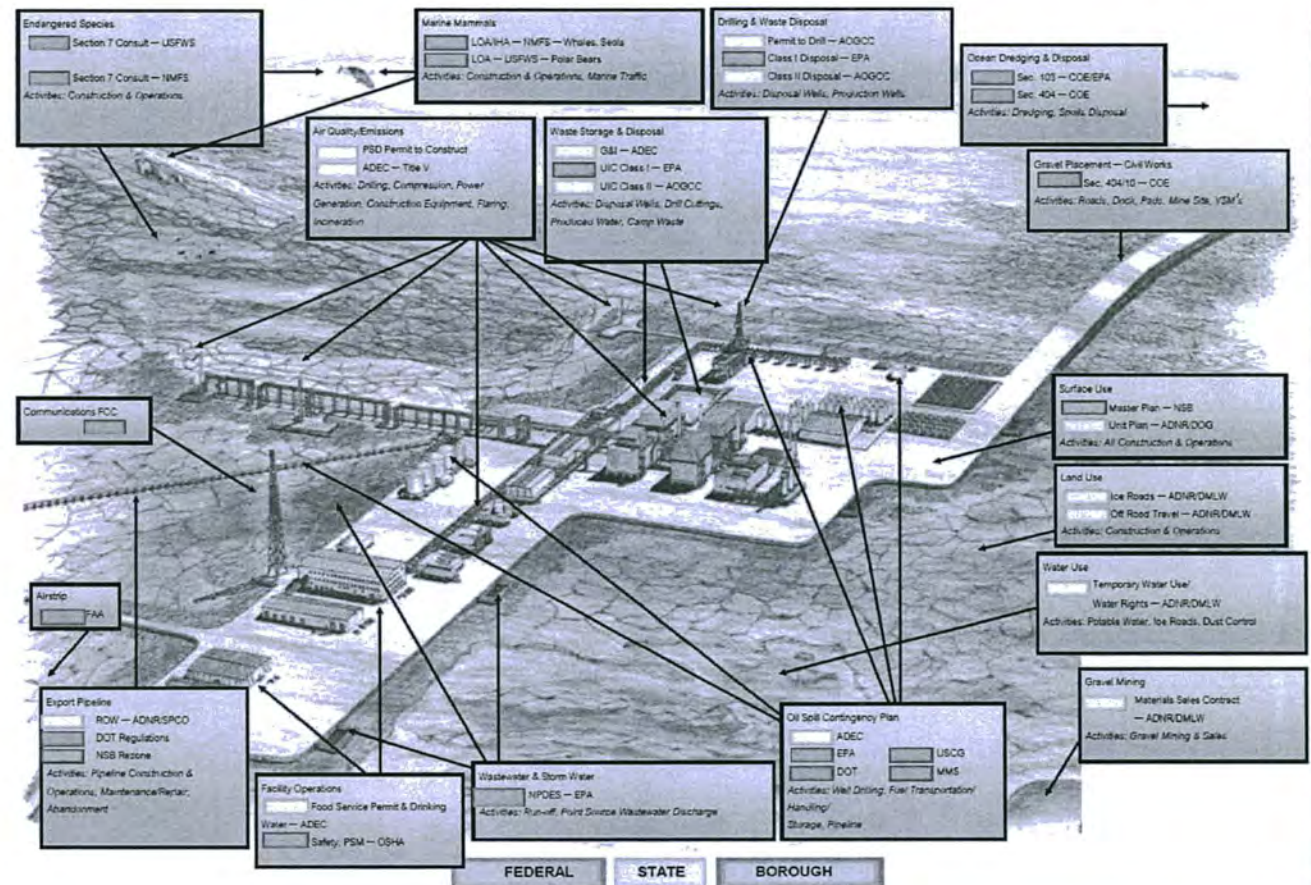 Endangered Species
Section 7 Consult — USFWS
Section 7 Consult — NMFS
Activities: Construction & Operations
Marine Mammals
LOA/IHA — NMFS — Whales, Seals
LOA — USFWS — Polar Bears
Activities: Construction & Operations, Marine Traffic
Drilling & Waste Disposal
Permit to Drill — AOGCC
Class I Disposal — EPA
Class II Disposal — AOGCC
Activities: Disposal Wells, Production Wells
Ocean Dredging & Disposal
Sec. 103 — COE/EPA
Sec. 404 — COE
Activities: Dredging, Spoils Disposal
Air Quality/Emissions
PSD Permit to Construct
ADEC — Title V
Activities: Drilling, Compression, Power
Generation, Construction Equipment, Flaring,
Incineration
Waste Storage & Disposal
G&I — ADEC
UIC Class I — EPA
UIC Class II — AOGCC
Activities: Disposal Wells, Drill Cuttings,
Produced Water, Camp Waste
Gravel Placement — Civil Works
Sec. 404/10 — COE
Activities: Roads, Dock, Pads, Mine Site, VSM's
Communications FCC
Surface Use
Master Plan — NSB
Unit Plan — ADNR/DOG
Activities: All Construction & Operations
Land Use
Ice Roads — ADNR/DMLW
Off Road Travel — ADNR/DMLW
Activities: Construction & Operations
Water Use
Temporary Water Use/
Water Rights — ADNR/DMLW
Activities: Potable Water, Ice Roads, Dust Control
Airstrip
FAA
Export Pipeline
ROW — ADNR/SPCO
DOT Regulations
NSB Rezone
Activities: Pipeline Construction &
Operations, Maintenance/Repair,
Abandonment
Facility Operations
Food Service Permit & Drinking
Water — ADEC
Safety, PSM — OSHA
Wastewater & Storm Water
NPDES — EPA
Activities: Run-off, Point Source Wastewater Discharge
Oil Spill Contingency Plan
ADEC
EPA USCG
DOT MMS
Activities: Well Drilling, Fuel Transportation/
Handling/
Storage, Pipeline
Gravel Mining
Materials Sales Contract
— ADNR/DMLW
Activities: Gravel Mining & Sales
FEDERAL STATE BOROUGH